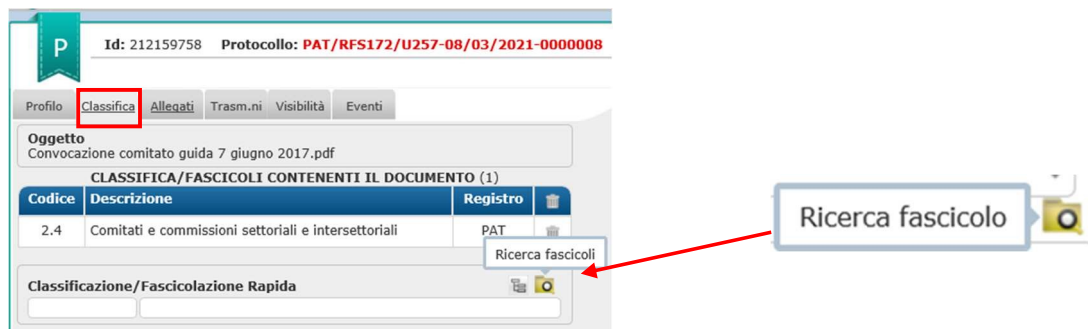 P
Id: 212159758 Protocollo: PAT/RFS172/U257-08/03/2021-0000008
Profilo Classifica Allegati Trasm.ni Visibilità Eventi
Oggetto
Convocazione comitato guida 7 giugno 2017.pdf
CLASSIFICA/FASCICOLI CONTENENTI IL DOCUMENTO (1)
Codice Descrizione Registro
2.4 Comitati e commissioni settoriali e intersettoriali PAT
Ricerca fascicoli
Classificazione/Fascicolazione Rapida
Ricerca fascicolo